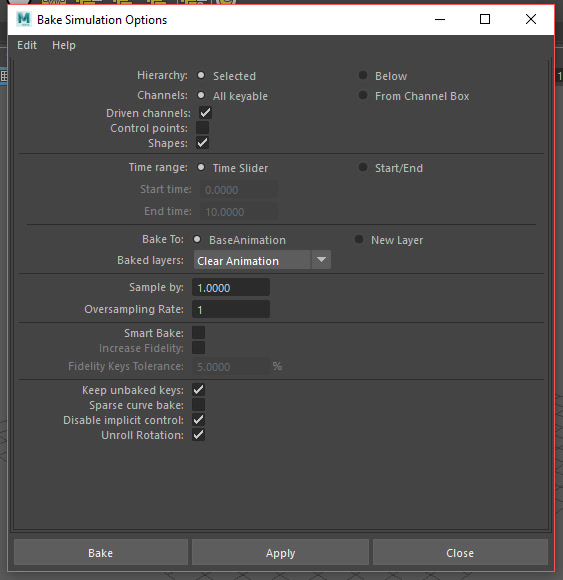 M Bake Simulation Options
Edit Help
Hierarchy: Selected Below
Channels: All keyable From Channel Box
Driven channels:
Control points:
Shapes:
Time range: Time Slider Start/End
Start time: 0.0000
End time: 10.0000
Bake To: BaseAnimation New Layer
Baked layers: Clear Animation
Sample by: 1.0000
Oversampling Rate: 1
Smart Bake:
Increase Fidelity:
Fidelity Keys Tolerance: 5.0000 %
Keep unbaked keys:
Sparse curve bake:
Disable implicit control:
Unroll Rotation:
Bake Apply Close